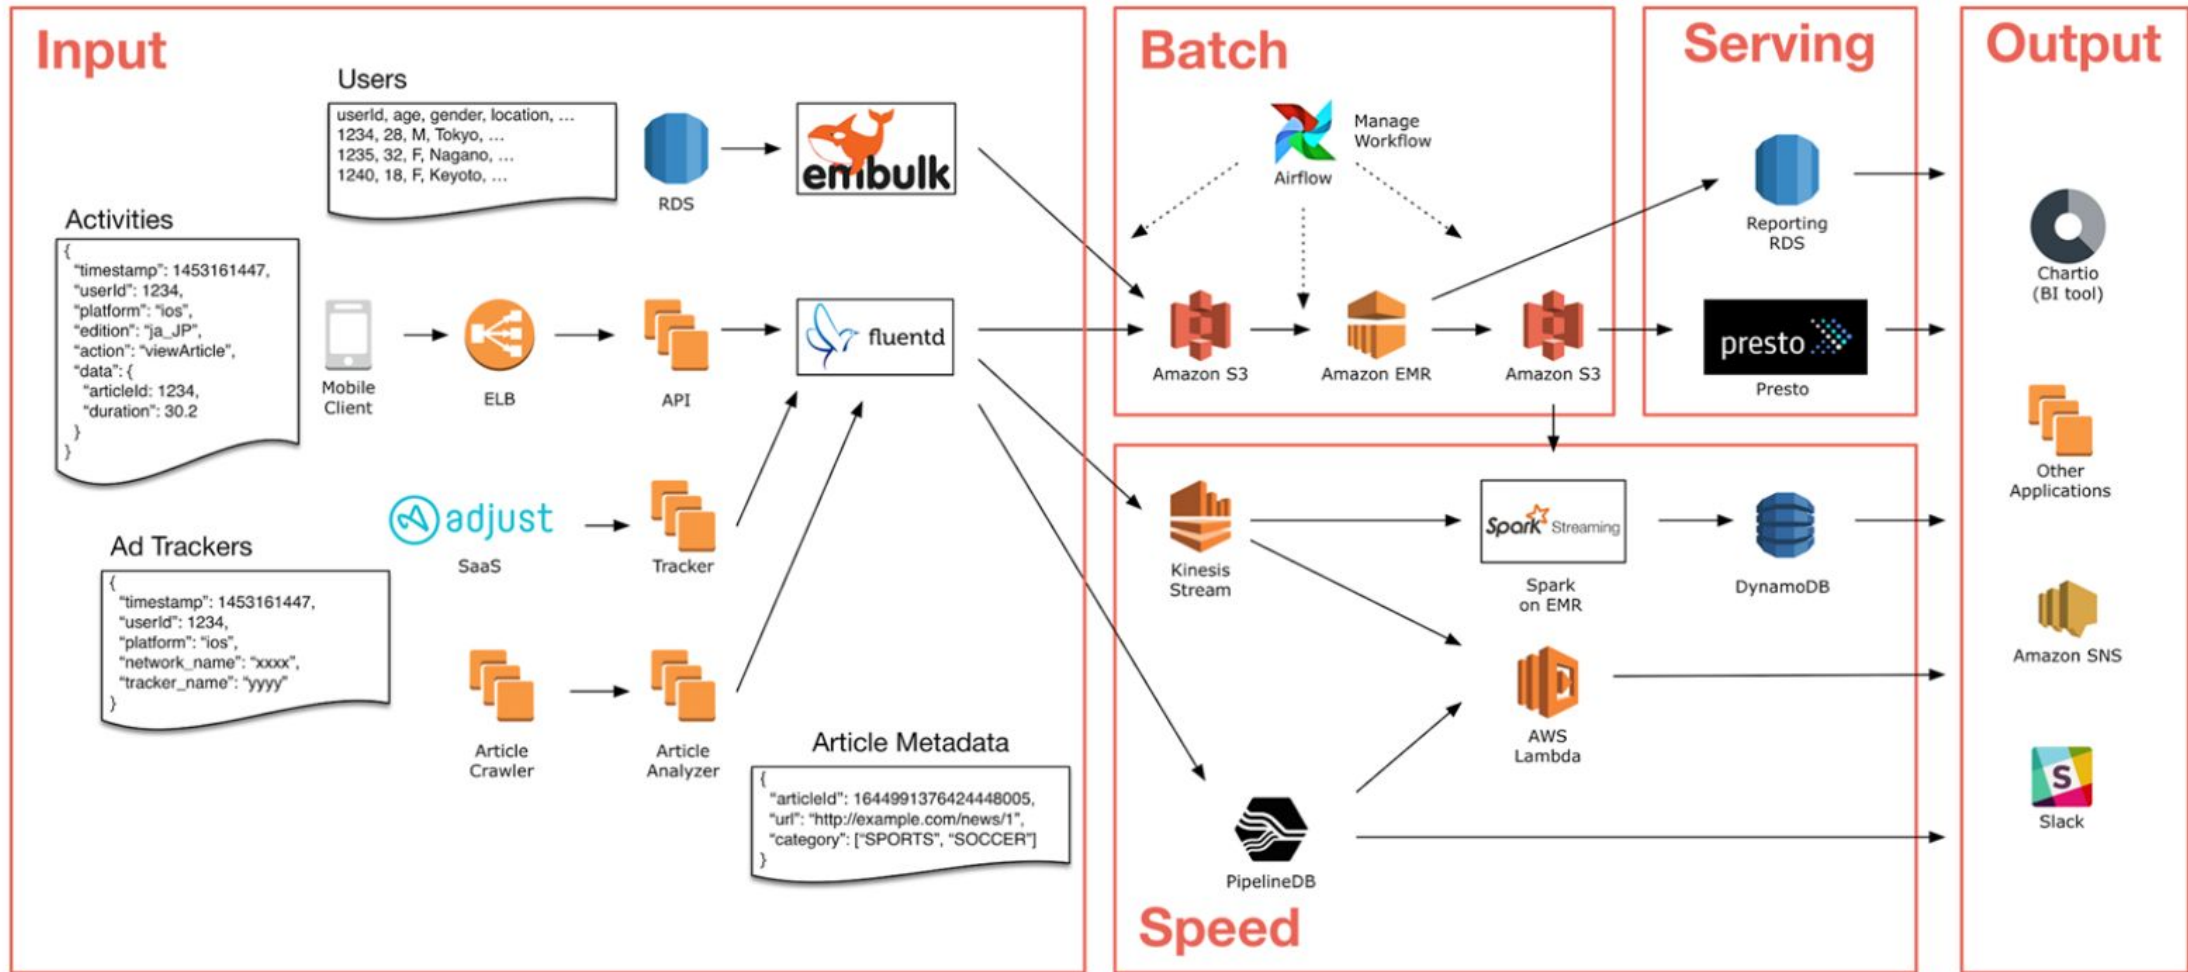 Input
Users
userId, age, gender, location, ...
1234, 28, M, Tokyo, ...
1235, 32, F, Nagano, ...
1240, 18, F, Keyoto, ...
RDS
embulk
Activities
{
"timestamp": 1453161447,
"userId": 1234,
"platform": "ios",
"edition": "ja_JP",
"action": "viewArticle",
"data": {
"articleId: 1234,
"duration": 30.2
}
}
Mobile
Client
ELB
API
fluentd
adjust
SaaS
Tracker
Ad Trackers
{
"timestamp": 1453161447,
"userId": 1234,
"platform": "ios",
"network_name": "xxxx",
"tracker_name": "yyyy"
}
Article
Crawler
Article
Analyzer
Article Metadata
{
"articleId": 1644991376424448005,
"url": "http://example.com/news/1",
"category": ["SPORTS", "SOCCER"]
}
Batch
Manage
Workflow
Airflow
Amazon S3
Amazon EMR
Amazon S3
Serving
Reporting
RDS
presto
Presto
Speed
Kinesis
Stream
Spark Streaming
Spark
on EMR
DynamoDB
AWS
Lambda
PipelineDB
Output
Chartio
(BI tool)
Other
Applications
Amazon SNS
S
Slack